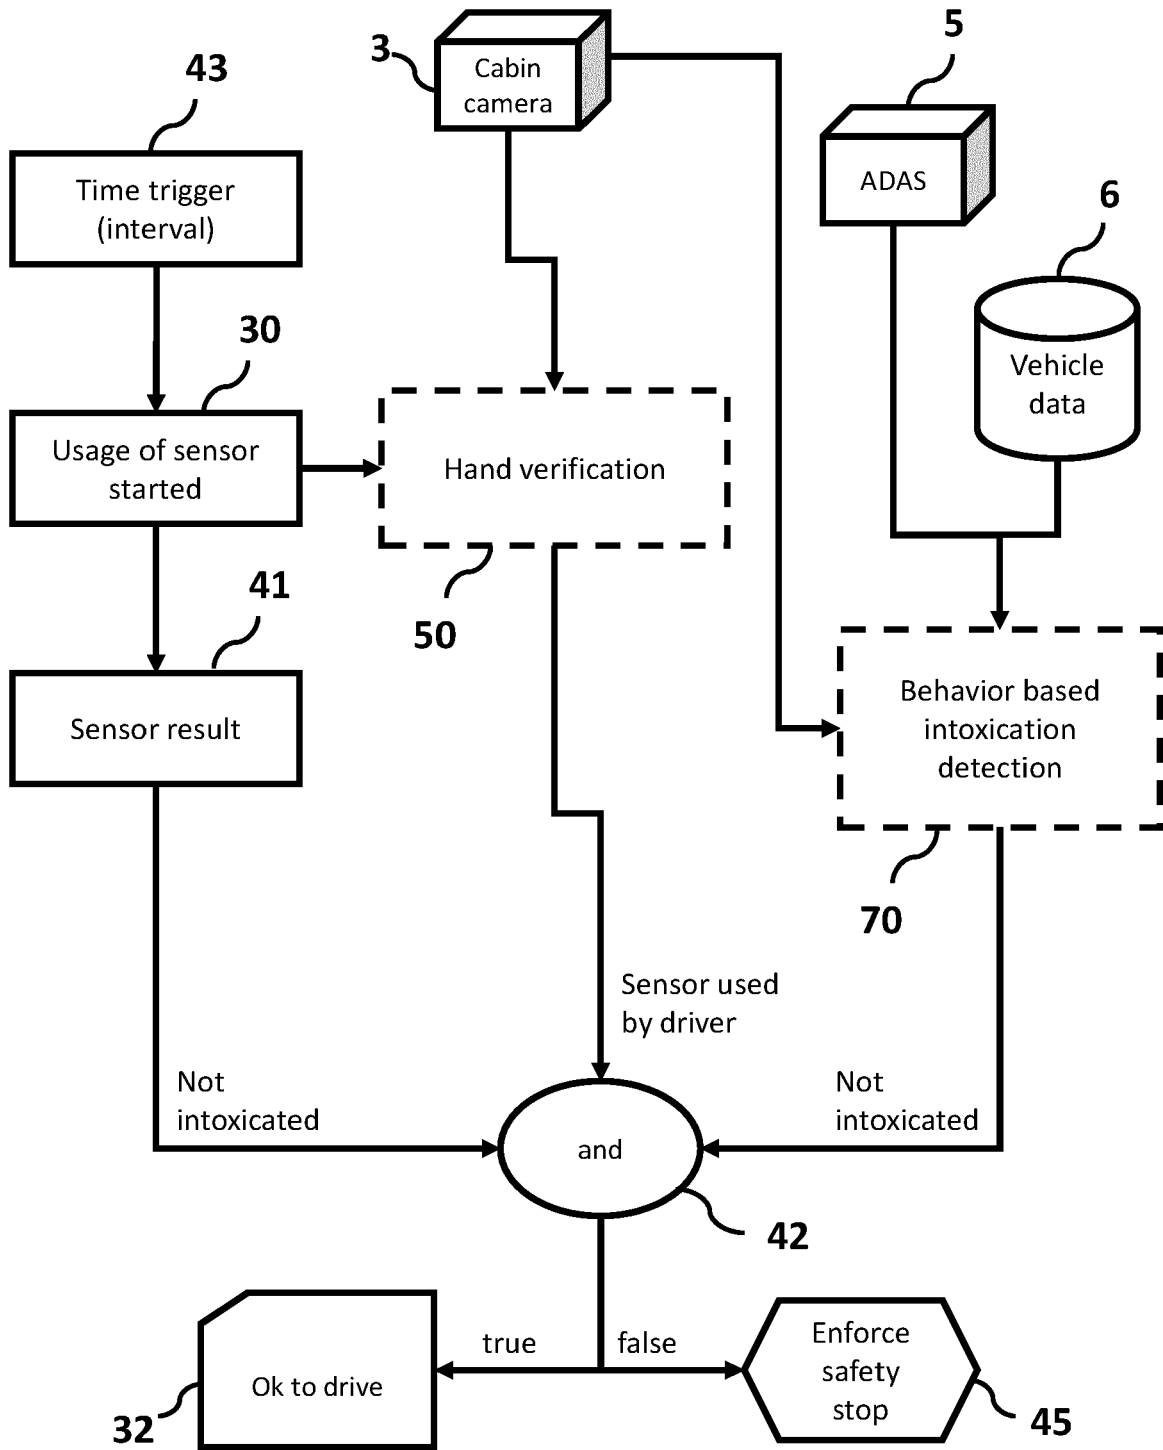 3
Cabin
camera
5
ADAS
43
Time trigger
(interval)
6
Vehicle
data
30
Usage of sensor
started
Hand verification
50
41
Sensor result
Behavior based
intoxication
detection
70
Sensor used
by driver
Not
intoxicated
Not
intoxicated
and
42
true
false
Ok to drive
32
Enforce
safety
stop
45